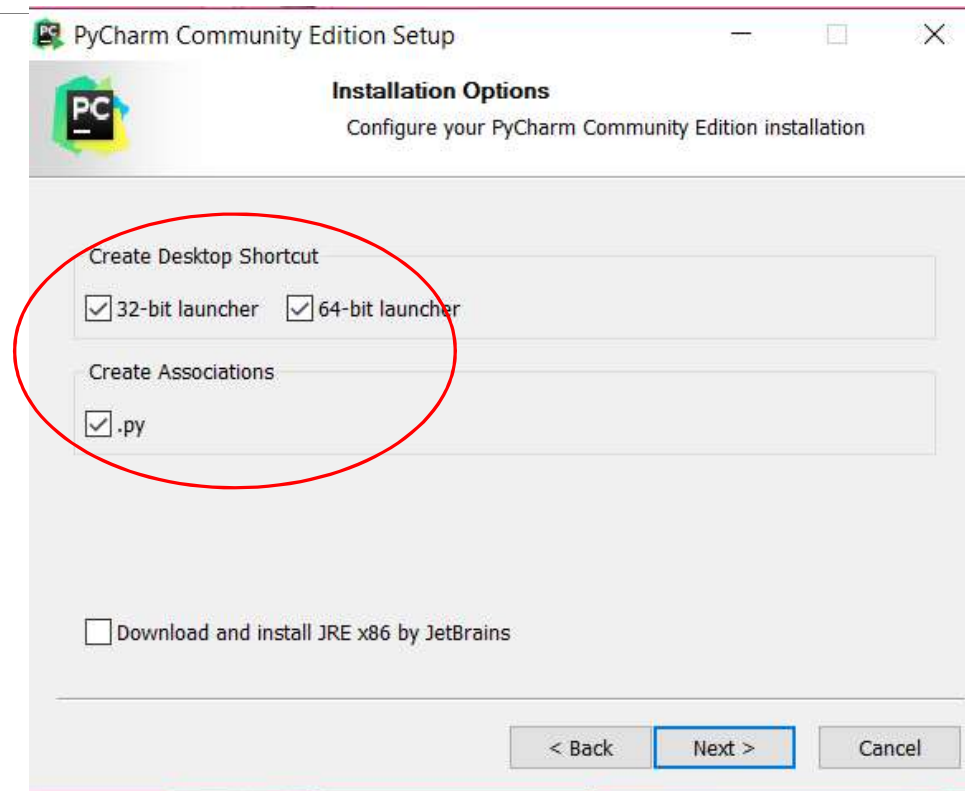 PyCharm Community Edition Setup
PC
Installation Options
Configure your PyCharm Community Edition installation
Create Desktop Shortcut
32-bit launcher 64-bit launcher
Create Associations
.py
Download and install JRE x86 by JetBrains
< Back Next > Cancel